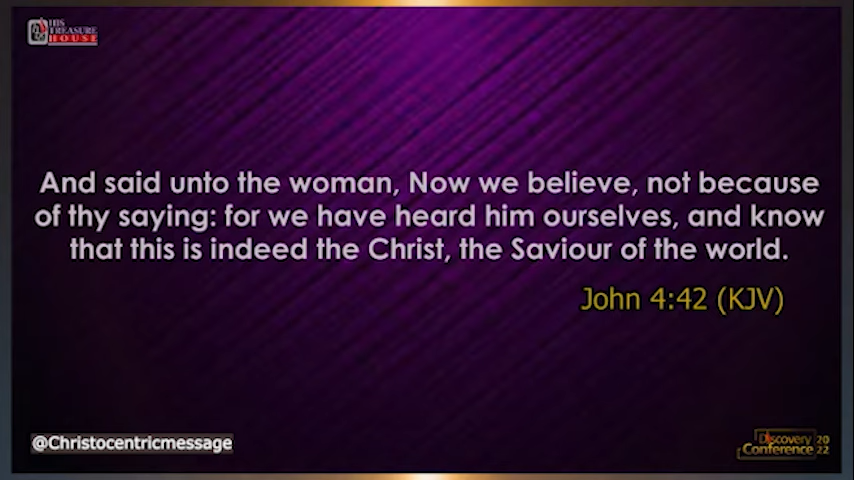 HIS
TREASURE
HOUSE
And said unto the woman, Now we believe, not because
of thy saying: for we have heard him ourselves, and know
that this is indeed the Christ, the Saviour of the world.
John 4:42 (KJV)
@Christocentricmessage
Discovery
Conference
20
22